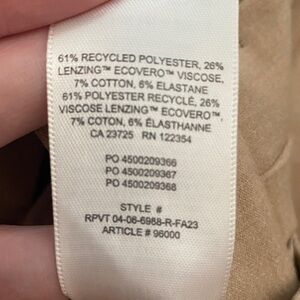 61% RECYCLED POLYESTER, 26%
LENZING™ ECOVERO™ VISCOSE,
7% COTTON, 6% ELASTANE
61% POLYESTER RECYCLÉ, 26%
VISCOSE LENZING™ ECOVERO™,
7% COTON, 6% ÉLASTHANNE
CA 23725 RN 122354
PO 4500209366
PO 4500209367
PO 4500209368
STYLE #
RPVT 04-06-6988-R-FA23
ARTICLE # 96000